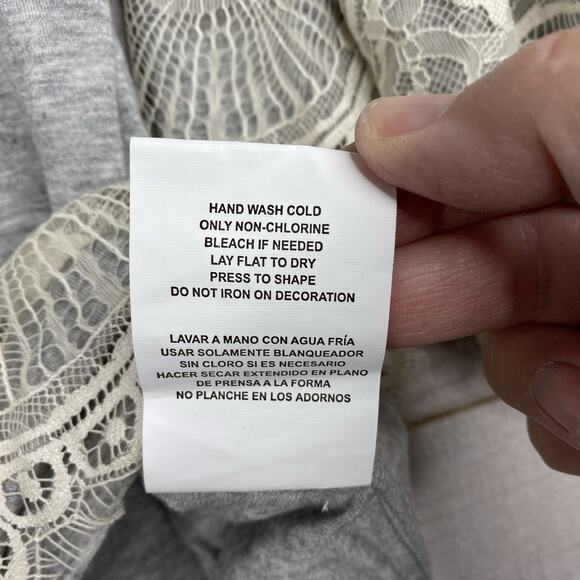 HAND WASH COLD
ONLY NON-CHLORINE
BLEACH IF NEEDED
LAY FLAT TO DRY
PRESS TO SHAPE
DO NOT IRON ON DECORATION
LAVAR A MANO CON AGUA FRÍA
USAR SOLAMENTE BLANQUEADOR
SIN CLORO SI ES NECESARIO
HACER SECAR EXTENDIDO EN PLANO
DE PRENSA A LA FORMA
NO PLANCHE EN LOS ADORNOS